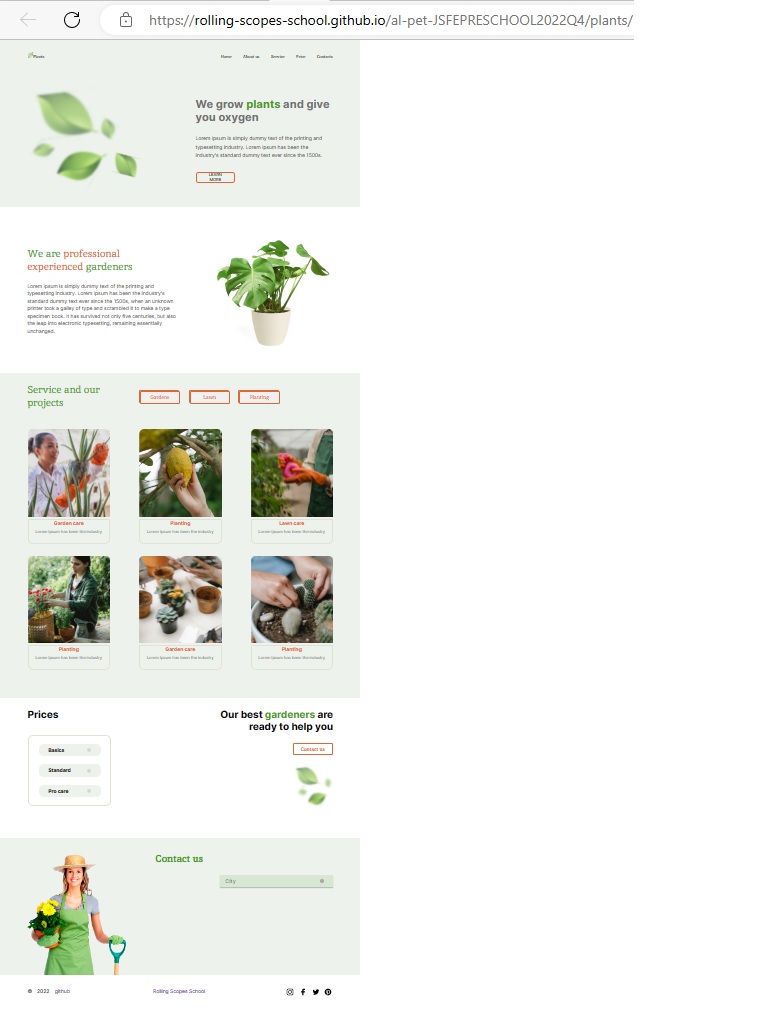 https://rolling-scopes-school.github.io/al-pet-JSFEPRESCHOOL2022Q4/plants/
Plants
Home About us Service Price Contacts
We grow plants and give
you oxygen
Lorem Ipsum is simply dummy text of the printing and
typesetting industry. Lorem Ipsum has been the
industry's standard dummy text ever since the 1500s.
LEARN
MORE
We are professional
experienced gardeners
Lorem Ipsum is simply dummy text of the printing and
typesetting industry. Lorem Ipsum has been the industry's
standard dummy text ever since the 1500s, when an unknown
printer took a galley of type and scrambled it to make a type
specimen book. It has survived not only five centuries, but also
the leap into electronic typesetting, remaining essentially
unchanged.
Service and our
projects
Gardens Lawn Planting
Garden care
Lorem Ipsum has been the industry
Planting
Lorem Ipsum has been the industry
Lawn care
Lorem Ipsum has been the industry
Planting
Lorem Ipsum has been the industry
Garden care
Lorem Ipsum has been the industry
Planting
Lorem Ipsum has been the industry
Prices
Basics
Standard
Pro care
Our best gardeners are
ready to help you
Contact us
Contact us
City
© 2022 github
Rolling Scopes School